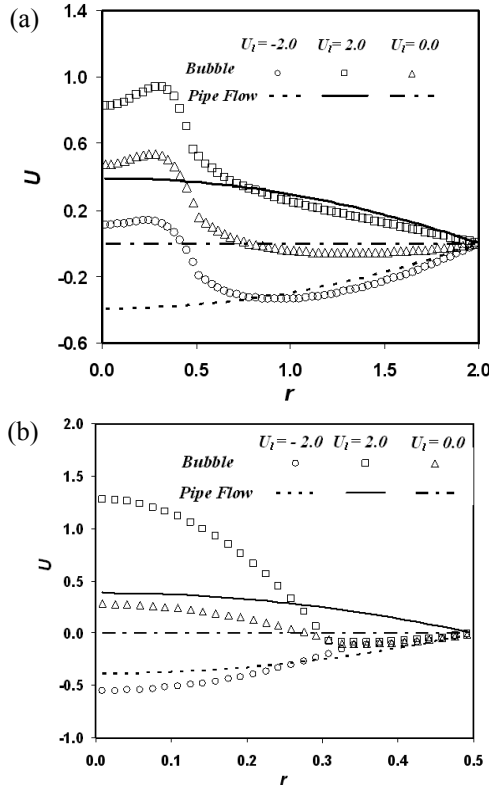 (a)
1.4
U_l = -2.0 U_l = 2.0 U_l = 0.0
Bubble
1.0
Pipe Flow
0.6
U
0.2
-0.2
-0.6
0.0 0.5 1.0 1.5 2.0
r
(b)
2.0
U_l = - 2.0 U_l = 2.0 U_l = 0.0
1.5
Bubble
Pipe Flow
1.0
U
0.5
0.0
-0.5
-1.0
0.0 0.1 0.2 0.3 0.4 0.5
r